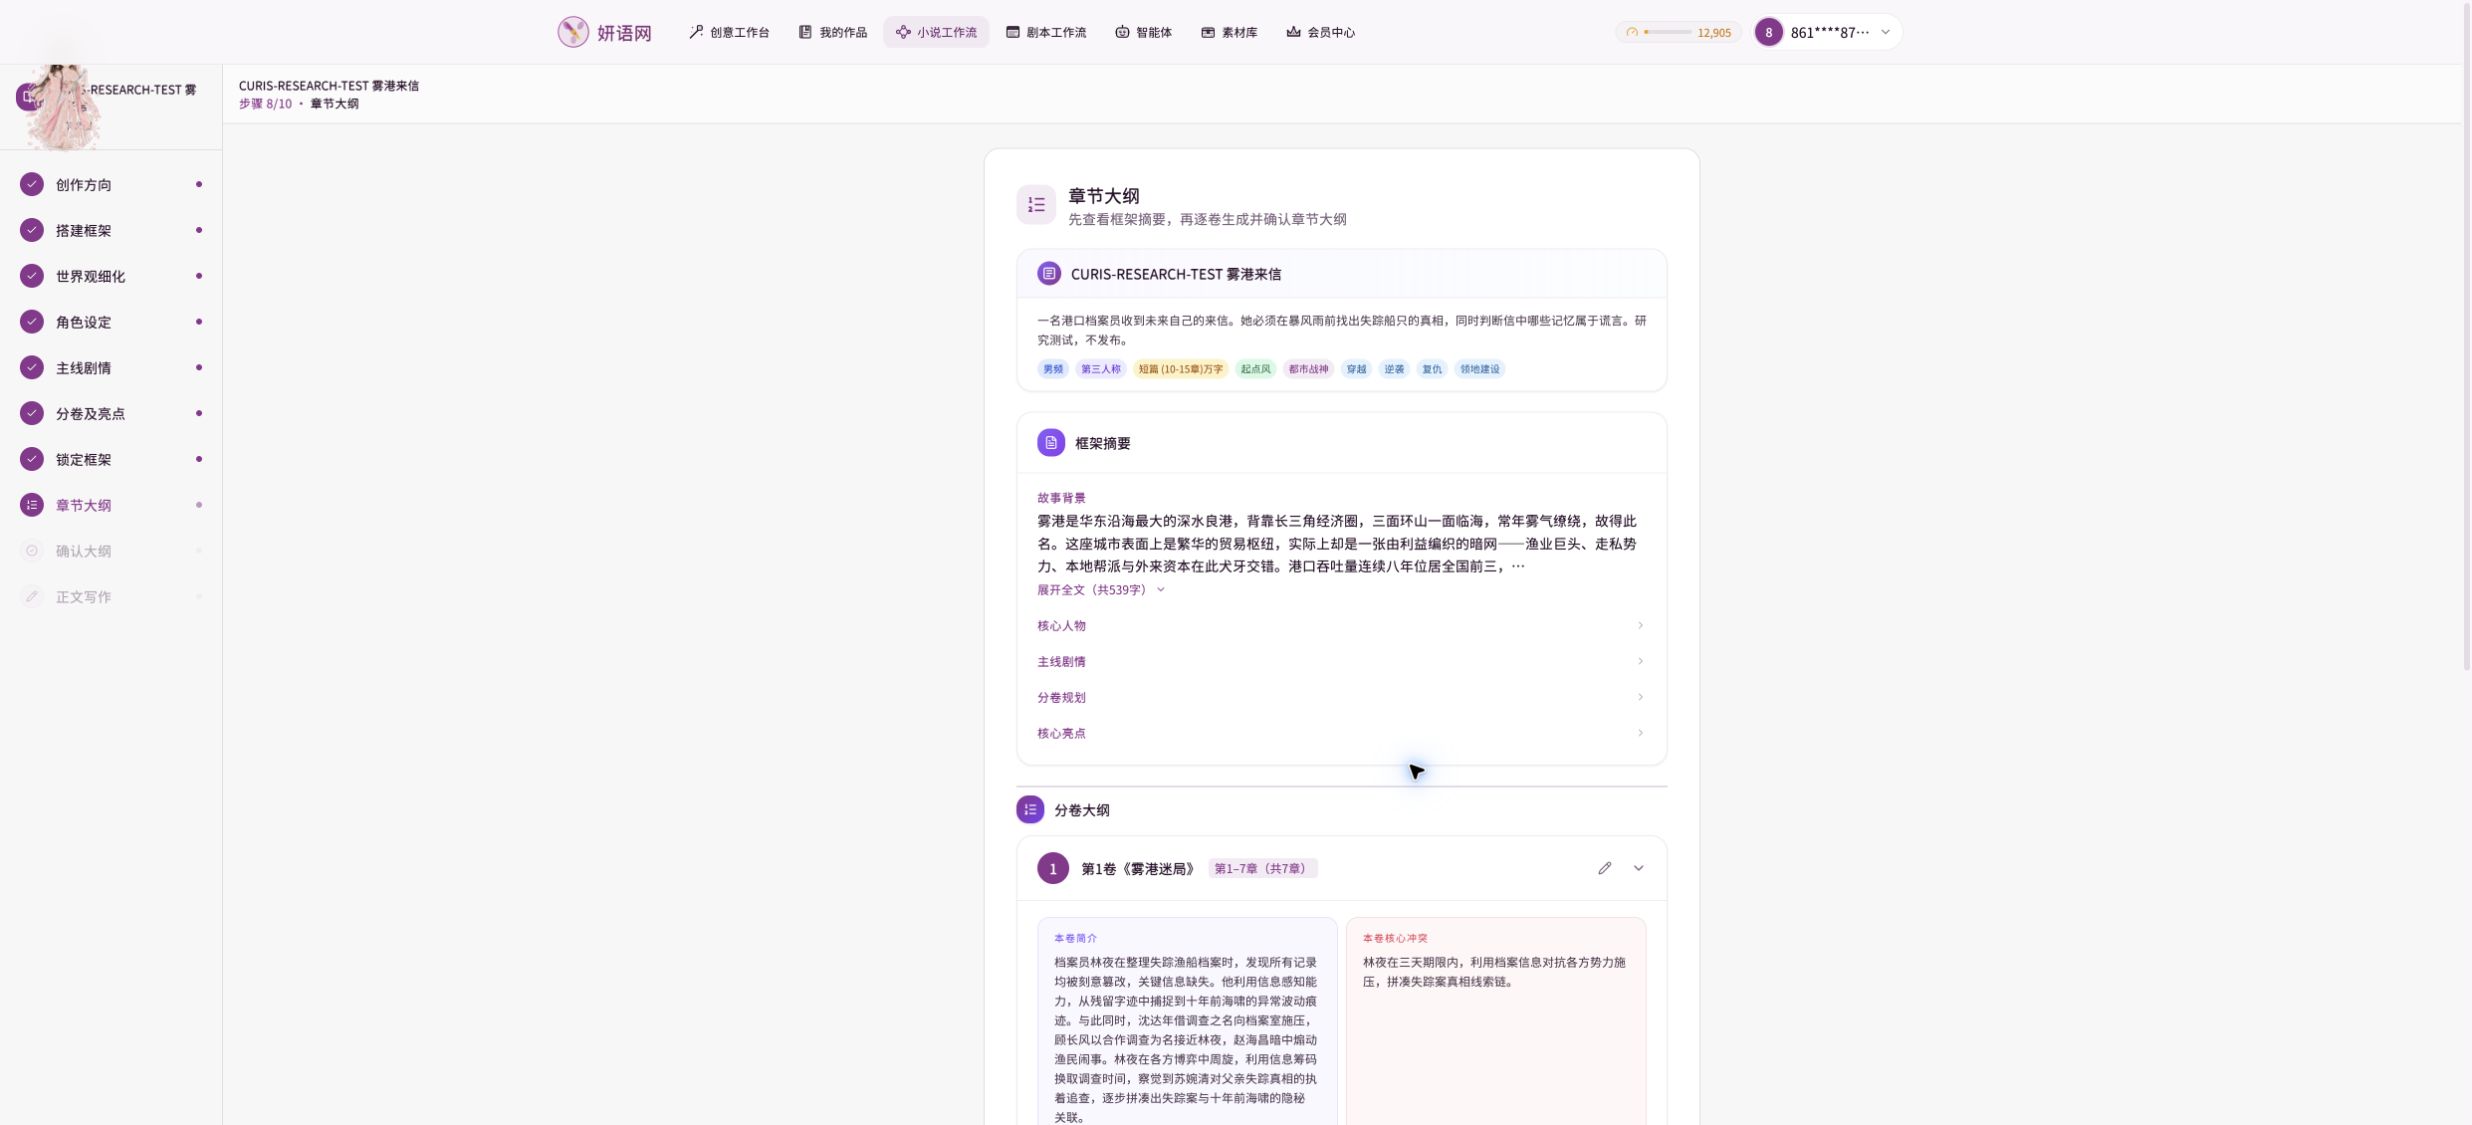 妍语网
创意工作台
我的作品
小说工作流
剧本工作流
智能体
素材库
会员中心
12,905
8
861****87···
-RESEARCH-TEST 雾
CURIS-RESEARCH-TEST 雾港来信
步骤 8/10 · 章节大纲
创作方向
搭建框架
世界观细化
角色设定
主线剧情
分卷及亮点
锁定框架
章节大纲
确认大纲
正文写作
章节大纲
先查看框架摘要，再逐卷生成并确认章节大纲
CURIS-RESEARCH-TEST 雾港来信
一名港口档案员收到未来自己的来信。她必须在暴风雨前找出失踪船只的真相，同时判断信中哪些记忆属于谎言。研
究测试，不发布。
男频
第三人称
短篇 (10-15章)万字
起点风
都市战神
穿越
逆袭
复仇
领地建设
框架摘要
故事背景
雾港是华东沿海最大的深水良港，背靠长三角经济圈，三面环山一面临海，常年雾气缭绕，故得此
名。这座城市表面上是繁华的贸易枢纽，实际上却是一张由利益编织的暗网——渔业巨头、走私势
力、本地帮派与外来资本在此犬牙交错。港口吞吐量连续八年位居全国前三，…
展开全文（共539字）
核心人物
主线剧情
分卷规划
核心亮点
分卷大纲
1
第1卷《雾港迷局》
第1–7章（共7章）
本卷简介
档案员林夜在整理失踪渔船档案时，发现所有记录
均被刻意篡改，关键信息缺失。他利用信息感知能
力，从残留字迹中捕捉到十年前海啸的异常波动痕
迹。与此同时，沈达年借调查之名向档案室施压，
顾长风以合作调查为名接近林夜，赵海昌暗中煽动
渔民闹事。林夜在各方博弈中周旋，利用信息筹码
换取调查时间，察觉到苏婉清对父亲失踪真相的执
着追查，逐步拼凑出失踪案与十年前海啸的隐秘
关联。
本卷核心冲突
林夜在三天期限内，利用档案信息对抗各方势力施
压，拼凑失踪案真相线索链。